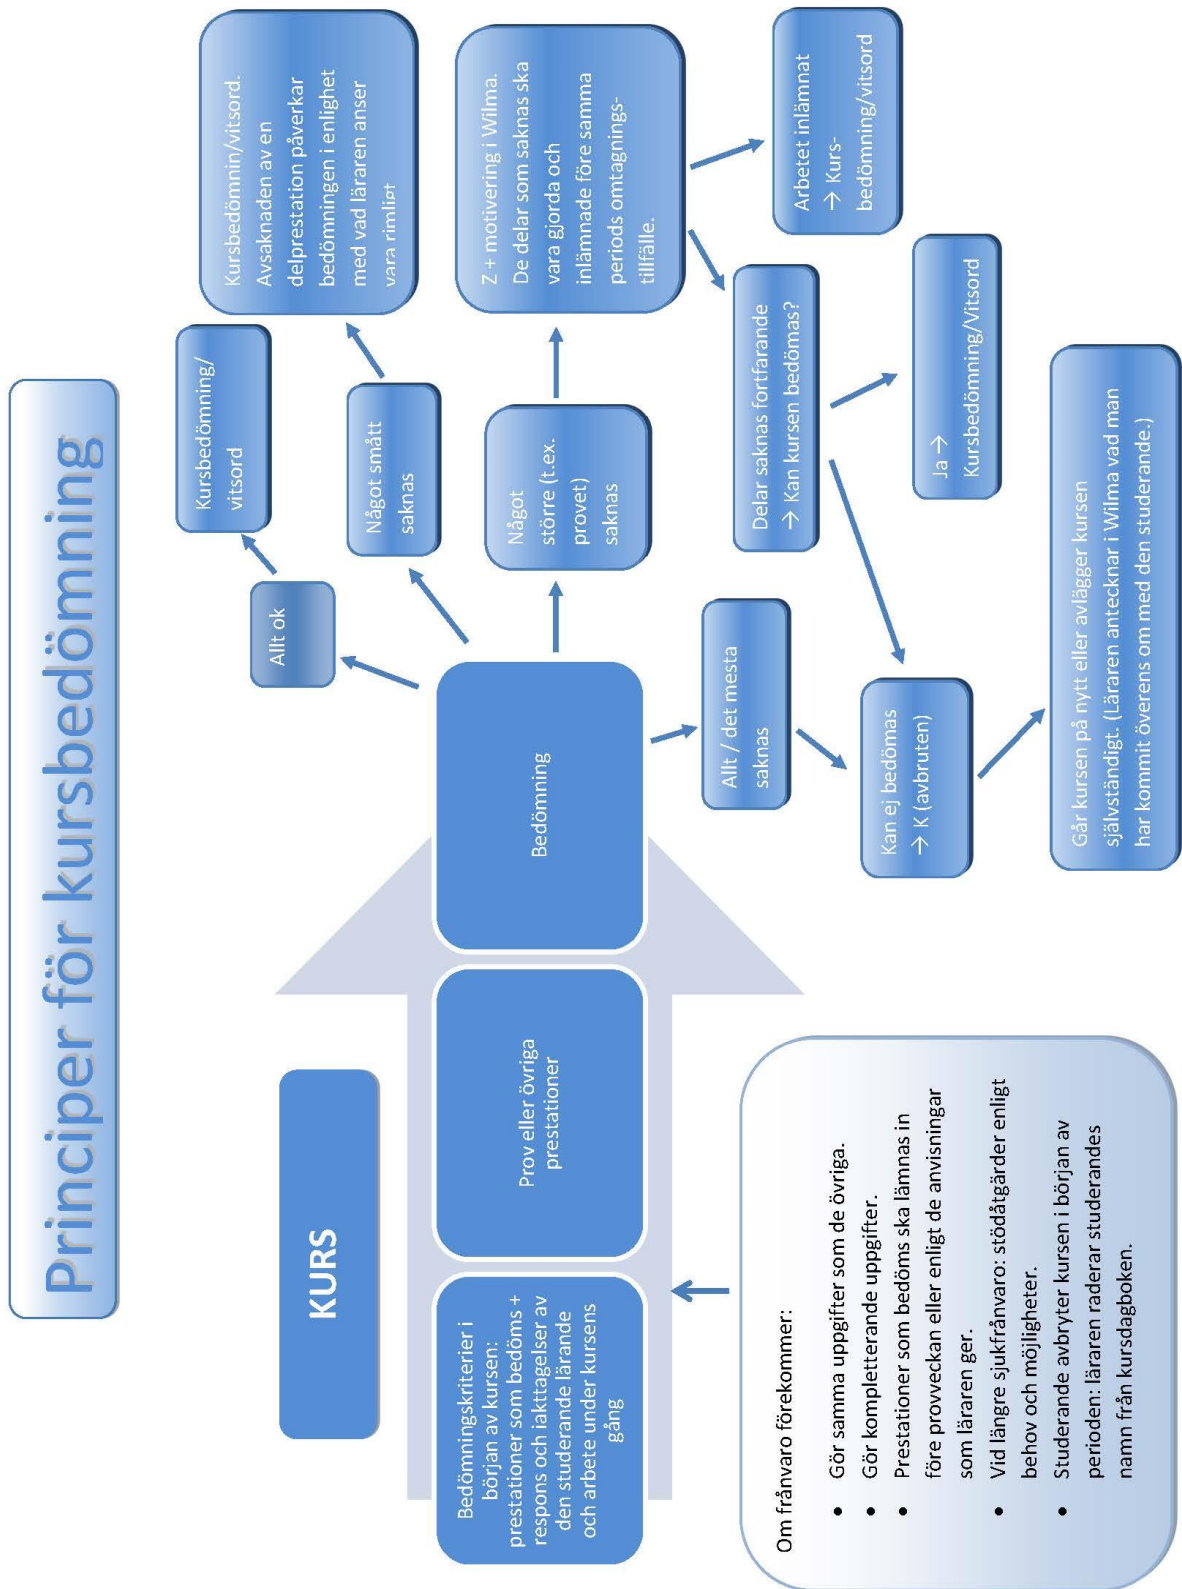 Principer för kursbedömning
KURS
Bedömningskriterier i
början av kursen:
prestationer som bedöms +
respons och iakttagelser av
den studerande lärande
och arbete under kursens
gång
Prov eller övriga
prestationer
Bedömning
Om frånvaro förekommer:
• Gör samma uppgifter som de övriga.
• Gör kompletterande uppgifter.
• Prestationer som bedöms ska lämnas in
före provveckan eller enligt de anvisningar
som läraren ger.
• Vid längre sjukfrånvaro: stödåtgärder enligt
behov och möjligheter.
• Studerande avbryter kursen i början av
perioden: läraren raderar studerandes
namn från kursdagboken.
Allt ok
Kursbedömning/
vitsord
Något smått
saknas
Kursbedömnin/vitsord.
Avsaknaden av en
delprestation påverkar
bedömningen i enlighet
med vad läraren anser
vara rimligt
Något
större (t.ex.
provet)
saknas
Z + motivering i Wilma.
De delar som saknas ska
vara gjorda och
inlämnade före samma
periods omtagnings-
tillfälle.
Allt / det mesta
saknas
Delar saknas fortfarande
→ Kan kursen bedömas?
Arbetet inlämnat
→ Kurs-
bedömning/vitsord
Kan ej bedömas
→ K (avbruten)
Ja →
Kursbedömning/Vitsord
Går kursen på nytt eller avlägger kursen
självständigt. (Läraren antecknar i Wilma vad man
har kommit överens om med den studerande.)